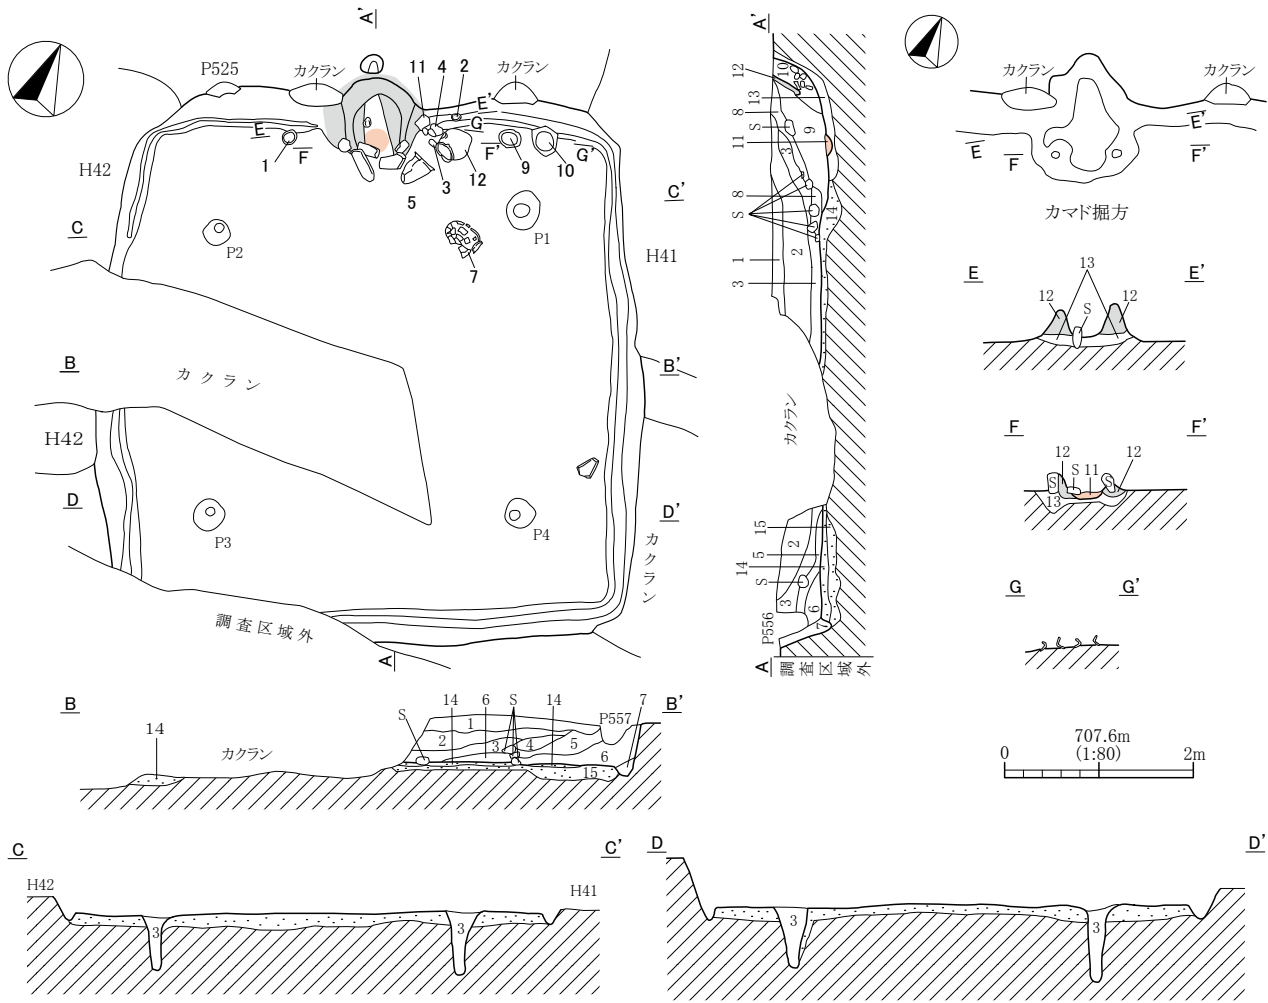 A'
P525
カクラン
11
4
2
カクラン
E'
E
G
F
F'
G'
1
3
12
9
10
5
H42
C
C'
P2
P1
7
H41
B
B'
カクラン
H42
D
D'
P3
P4
カクラン
調査区域外
A
A'
12
10
13
8
S
9
11
3
8
S
14
1
2
3
カクラン
15
2
5
14
S
3
6
P556
7
A
調査区域外
カクラン
カクラン
E'
E
F
F'
カマド掘方
E
13
E'
12
S
12
F
F'
12
S
11
12
S
S
13
G
G'
707.6m
0
(1:80)
2m
B
14
カクラン
S
14
6
S
14
7
B'
1
P557
2
3
4
5
6
15
C
C'
H42
H41
3
3
D
D'
3
3